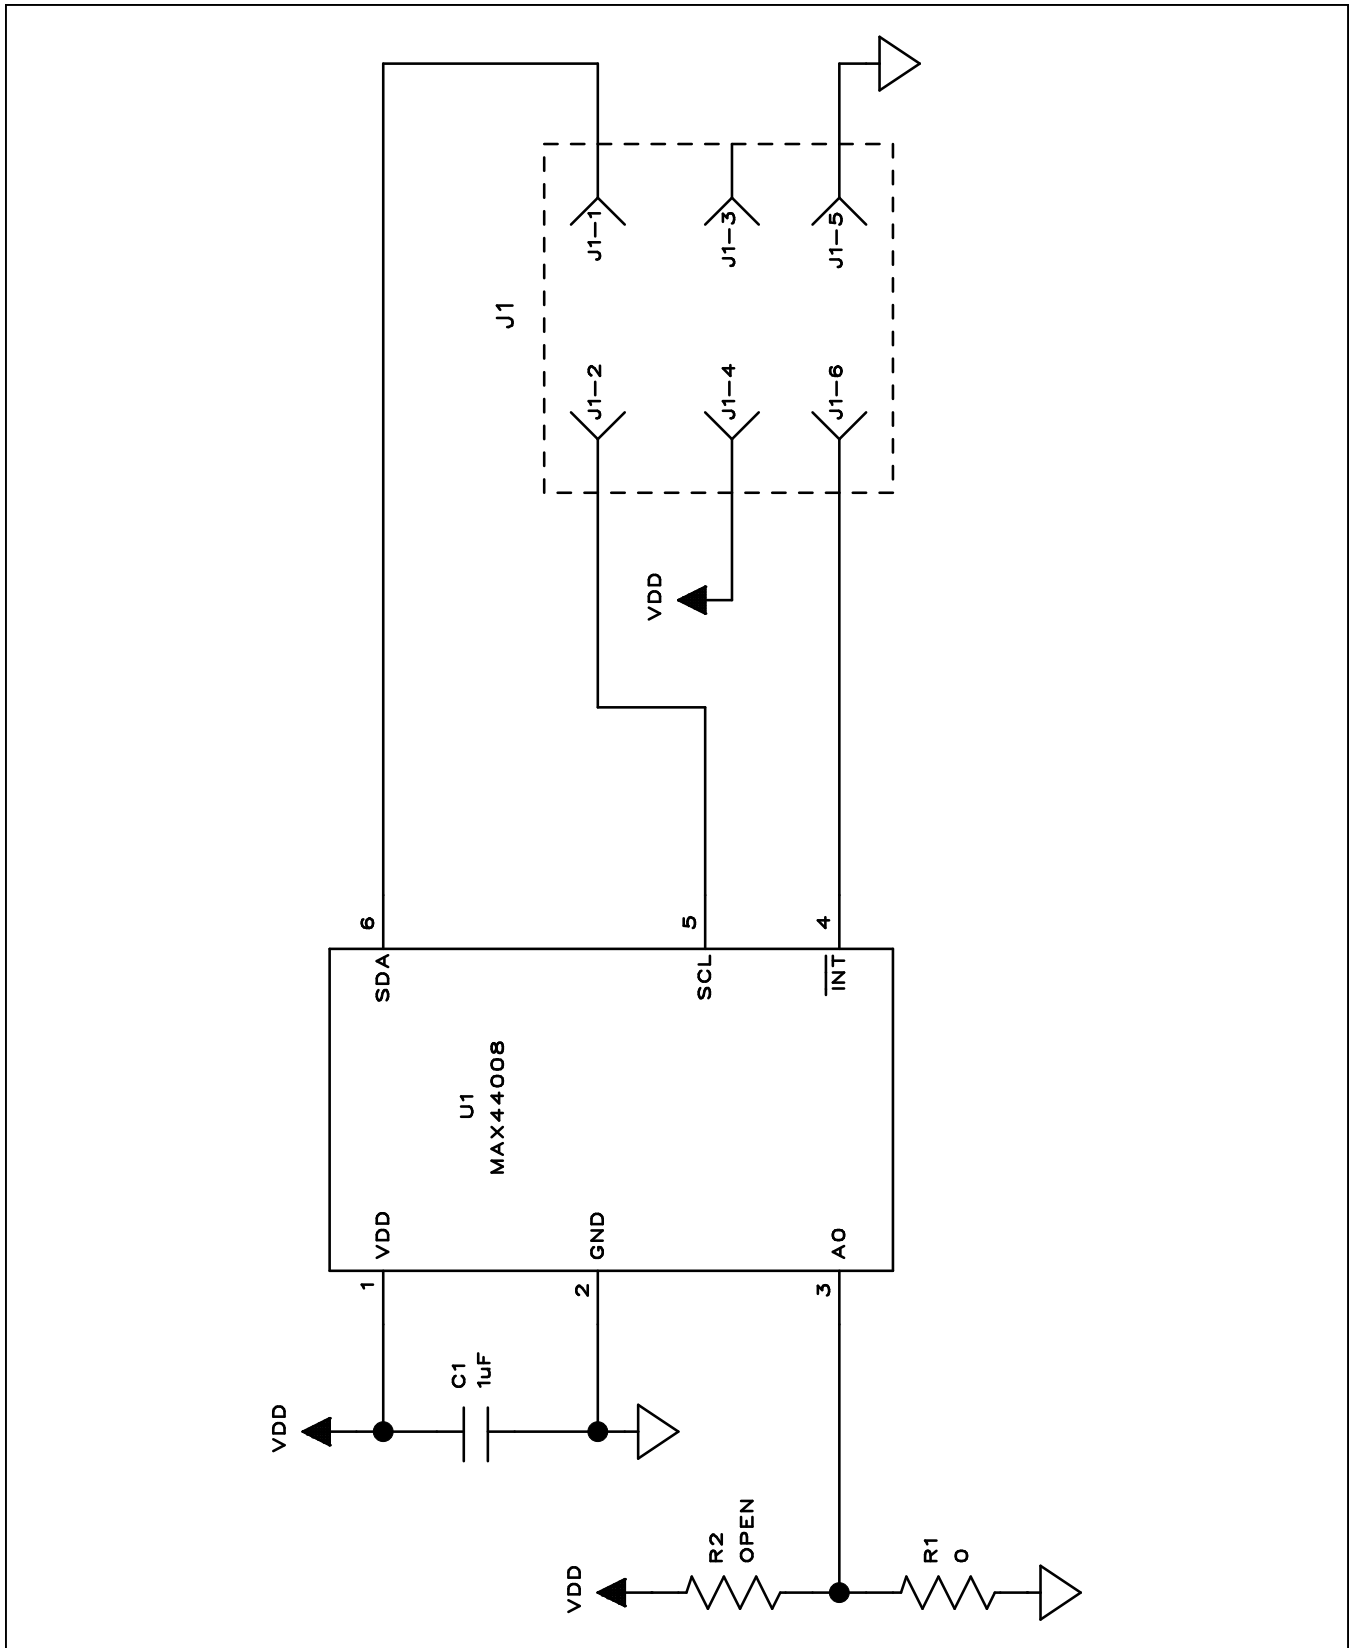 J1
J1-1
J1-3
J1-5
J1-2
J1-4
J1-6
VDD
6
5
4
SDA
SCL
INT
U1
MAX44008
VDD
GND
A0
1
2
3
C1
1uF
VDD
R2
OPEN
R1
0
VDD